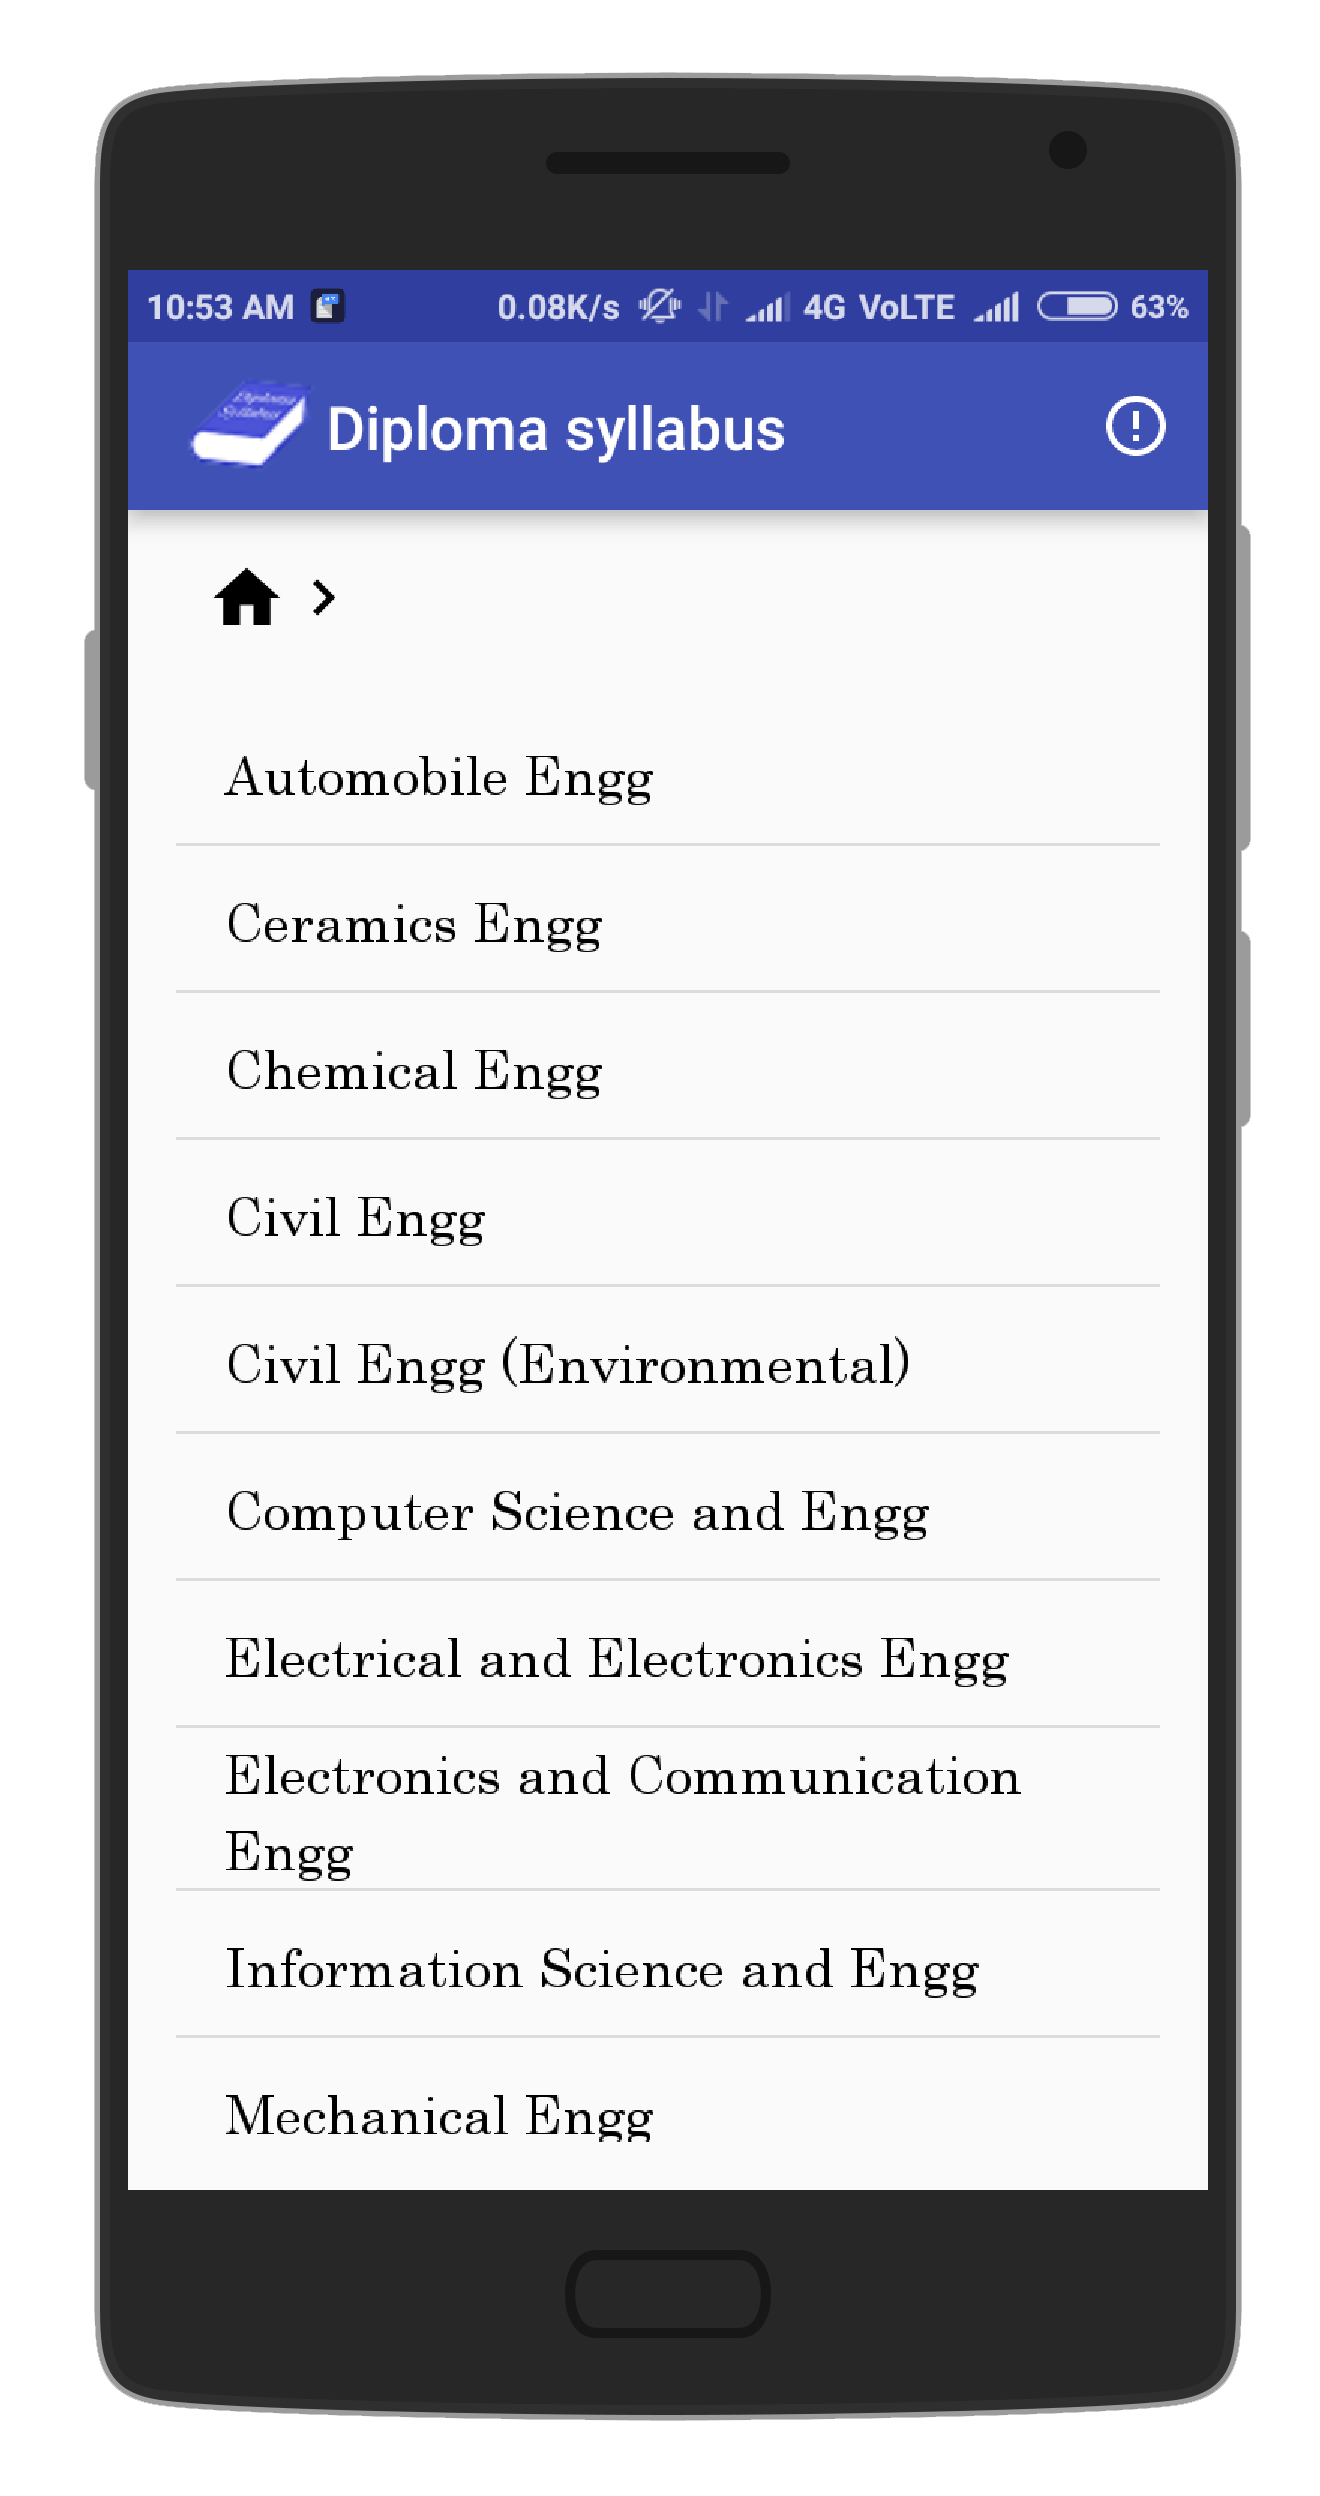 10:53 AM 0.08K/s 4G VoLTE 63%
Diploma syllabus
Diploma syllabus
Automobile Engg
Ceramics Engg
Chemical Engg
Civil Engg
Civil Engg (Environmental)
Computer Science and Engg
Electrical and Electronics Engg
Electronics and Communication
Engg
Information Science and Engg
Mechanical Engg